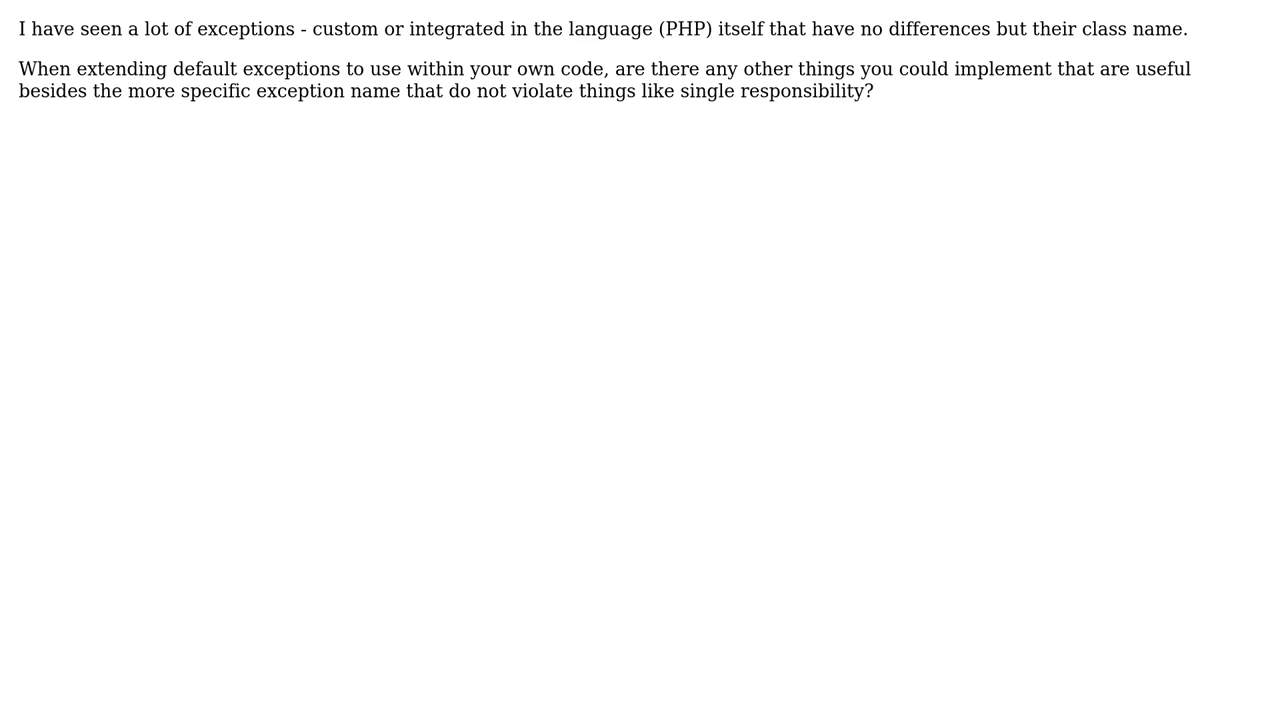 I have seen a lot of exceptions - custom or integrated in the language (PHP) itself that have no differences but their class name.
When extending default exceptions to use within your own code, are there any other things you could implement that are useful
besides the more specific exception name that do not violate things like single responsibility?